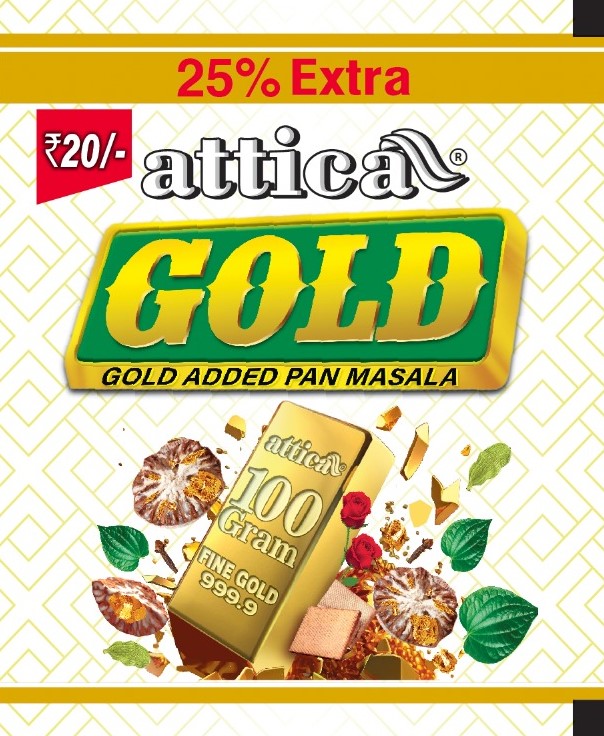 25% Extra
₹20/-
attica®
GOLD
GOLD ADDED PAN MASALA
attica®
100
Gram
FINE GOLD
999.9